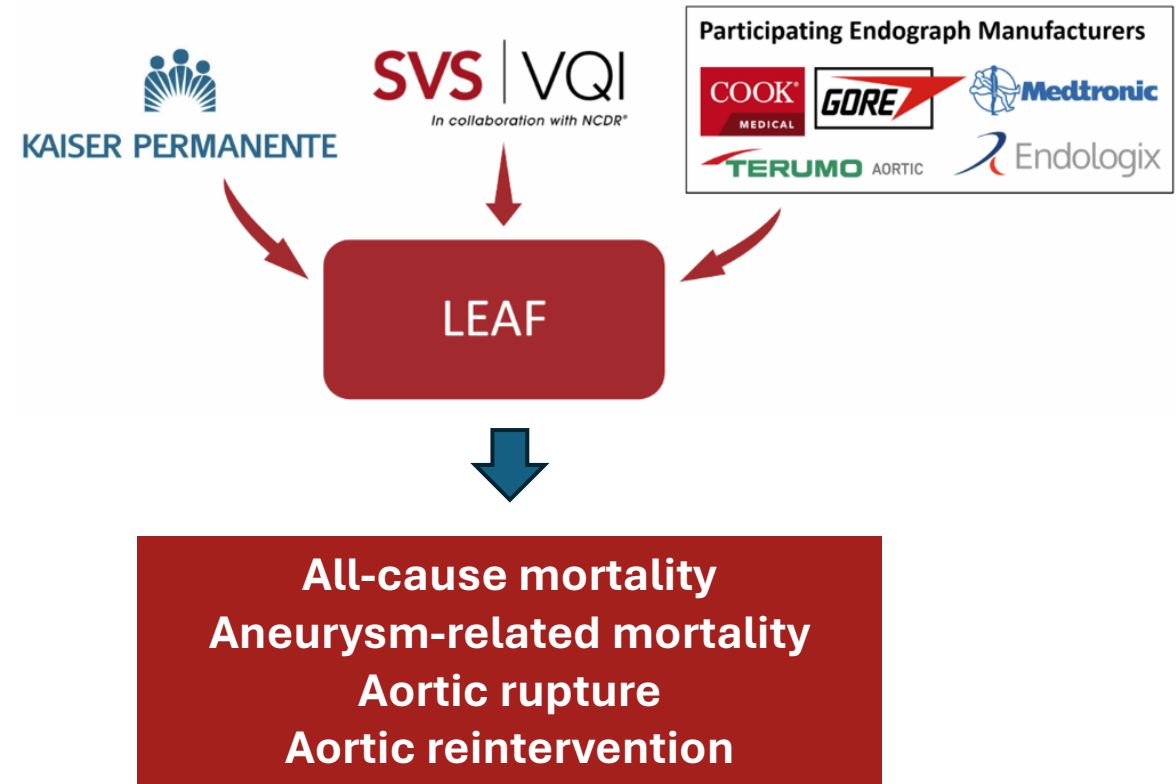 KAISER PERMANENTE
SVS | VQI
In collaboration with NCDR®
Participating Endograph Manufacturers
COOK®
MEDICAL
GORE
Medtronic
TERUMO AORTIC
Endologix
LEAF
All-cause mortality
Aneurysm-related mortality
Aortic rupture
Aortic reintervention